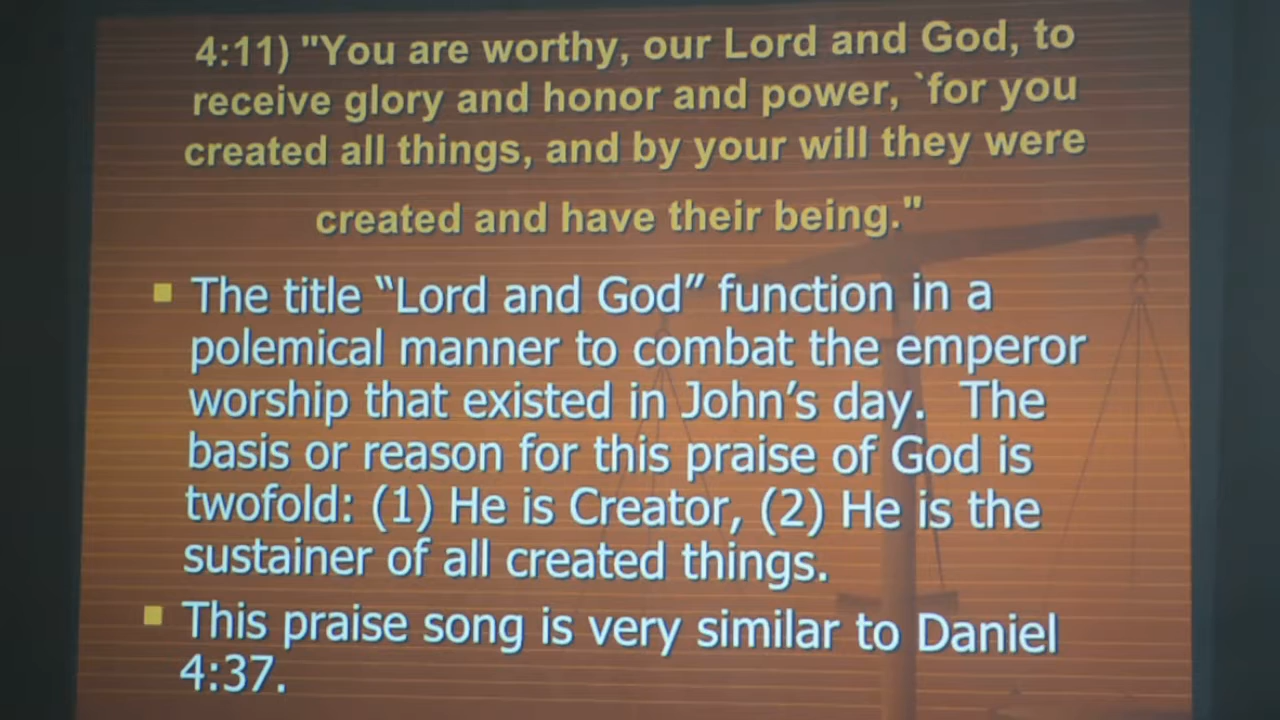 4:11) "You are worthy, our Lord and God, to
receive glory and honor and power, `for you
created all things, and by your will they were
created and have their being."
The title “Lord and God” function in a
polemical manner to combat the emperor
worship that existed in John’s day. The
basis or reason for this praise of God is
twofold: (1) He is Creator, (2) He is the
sustainer of all created things.
This praise song is very similar to Daniel
4:37.